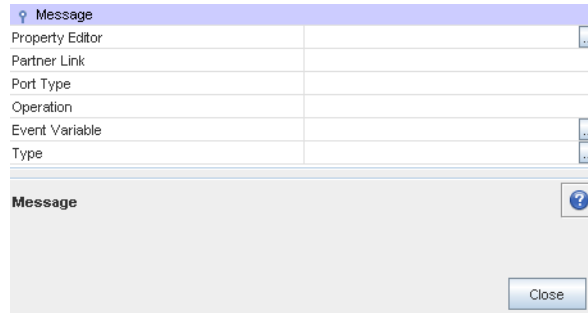 Message
Property Editor
...
Partner Link
Port Type
Operation
Event Variable
...
Type
...
Message
?
Close